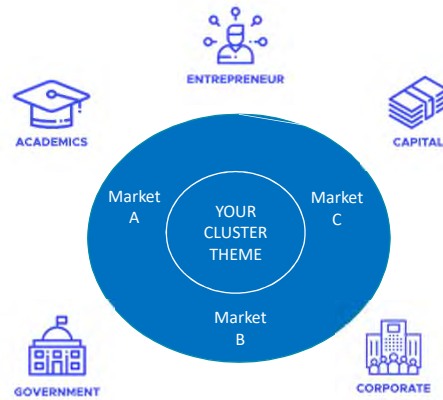 ENTREPRENEUR
ACADEMICS
CAPITAL
Market
A
YOUR
CLUSTER
THEME
Market
C
Market
B
GOVERNMENT
CORPORATE